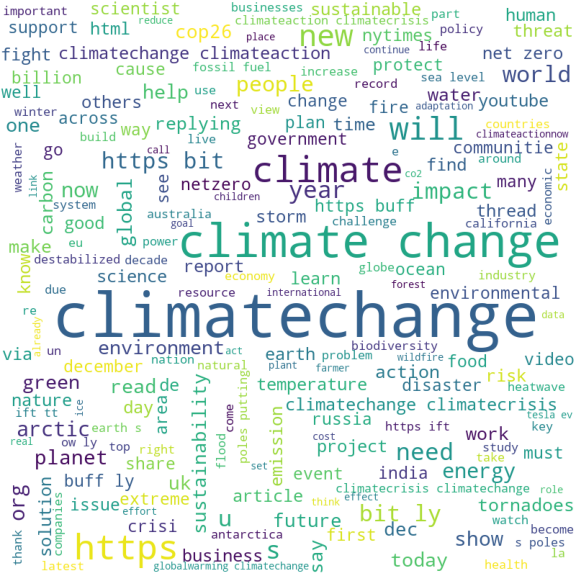 important
scientist
businesses
sustainable
part
human
reduce
climateaction climatecrisis
policy
support
html
cop26
new
nytimes
threat
place
life
fight
climatechange climateaction
protect
continue
net zero
billion
cause
fossil fuel
increase
record
sea level
world
well
help
people
water
youtube
others
use
next
view
change
fire
adaptation
countries
across
replying
plan
time
will
climateactionnow
one
way
build
live
government
communitie
around
winter
call
e
state
weather
go
https bit
climate
find
economic
link
carbon
now
see
netzero
children
year
co2
impact
many
system
global
https buff
thread
good
australia
storm
challenge
california
make
eu
power
goal
climate change
know
destabilized
decade
science
report
learn
globe
ocean
industry
due
resource
economy
international
forest
environmental
data
re
climatechange
already
via
un
environment
act
biodiversity
december
nation
earth
problem
wildfire
food
video
green
read
de
natural
plant
farmer
action
risk
nature
temperature
disaster
heatwave
ift tt
day
area
sustainability
poles putting
come
climatechange climatecrisis
tesla ev
arctic
ice
earth s
flood
emission
russia
https ift
key
real
ow ly
top
right
cost
project
need
work
study
must
planet
share
set
event
india
take
energy
buff ly
uk
article
climatecrisis climatechange
role
org
solution
companies
issue
extreme
effort
u
future
think
effect
bit ly
tornadoes
watch
thank
crisi
antarctica
first
dec
show
become
https
business
s
say
today
s poles
la
latest
globalwarming climatechange
health